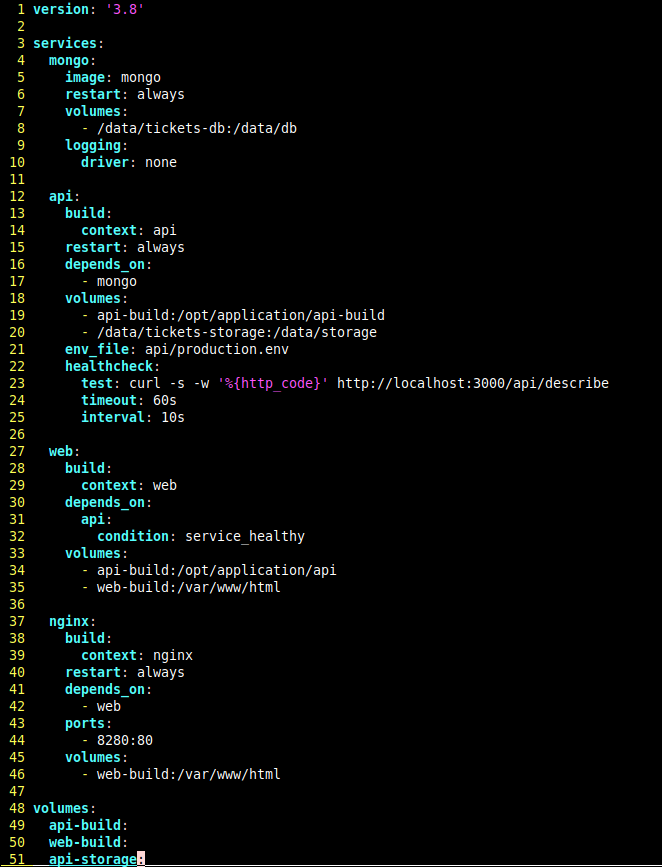 1 version: '3.8'
2
3 services:
4   mongo:
5     image: mongo
6     restart: always
7     volumes:
8       - /data/tickets-db:/data/db
9     logging:
10       driver: none
11
12   api:
13     build:
14       context: api
15     restart: always
16     depends_on:
17       - mongo
18     volumes:
19       - api-build:/opt/application/api-build
20       - /data/tickets-storage:/data/storage
21     env_file: api/production.env
22     healthcheck:
23       test: curl -s -w '%{http_code}' http://localhost:3000/api/describe
24       timeout: 60s
25       interval: 10s
26
27   web:
28     build:
29       context: web
30     depends_on:
31       api:
32         condition: service_healthy
33     volumes:
34       - api-build:/opt/application/api
35       - web-build:/var/www/html
36
37   nginx:
38     build:
39       context: nginx
40     restart: always
41     depends_on:
42       - web
43     ports:
44       - 8280:80
45     volumes:
46       - web-build:/var/www/html
47
48 volumes:
49   api-build:
50   web-build:
51   api-storage: